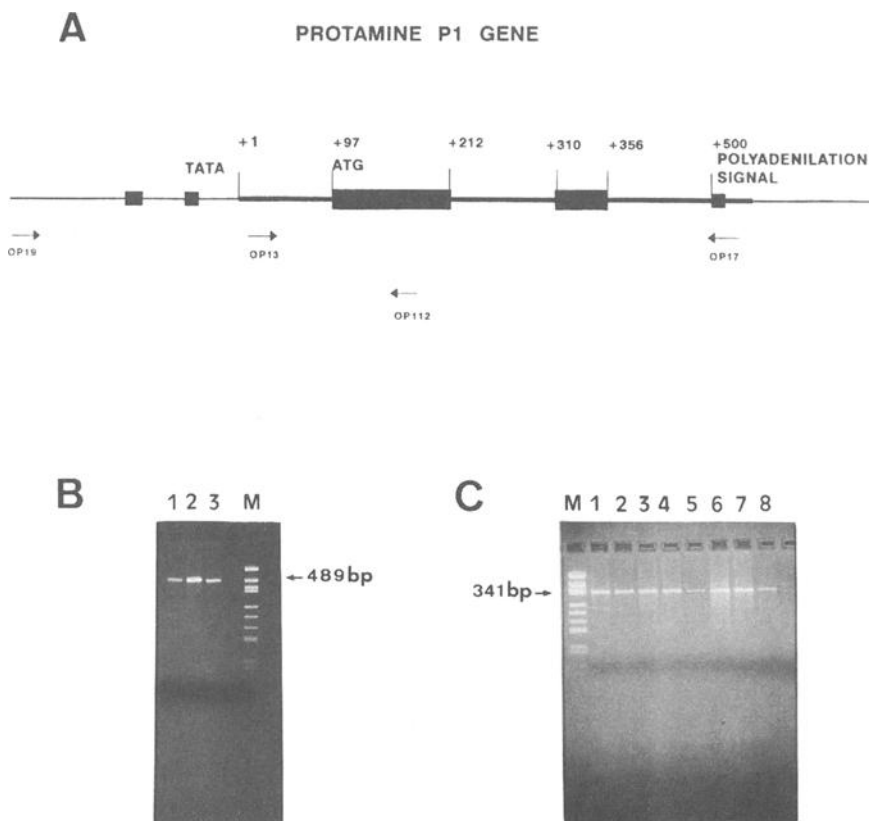 A
PROTAMINE P1 GENE
+1 +97 +212 +310 +356 +500
TATA ATG POLYADENILATION
SIGNAL
OP19 OP13 OP17
OP112
B
1 2 3 M
489bp
C
M 1 2 3 4 5 6 7 8
341bp